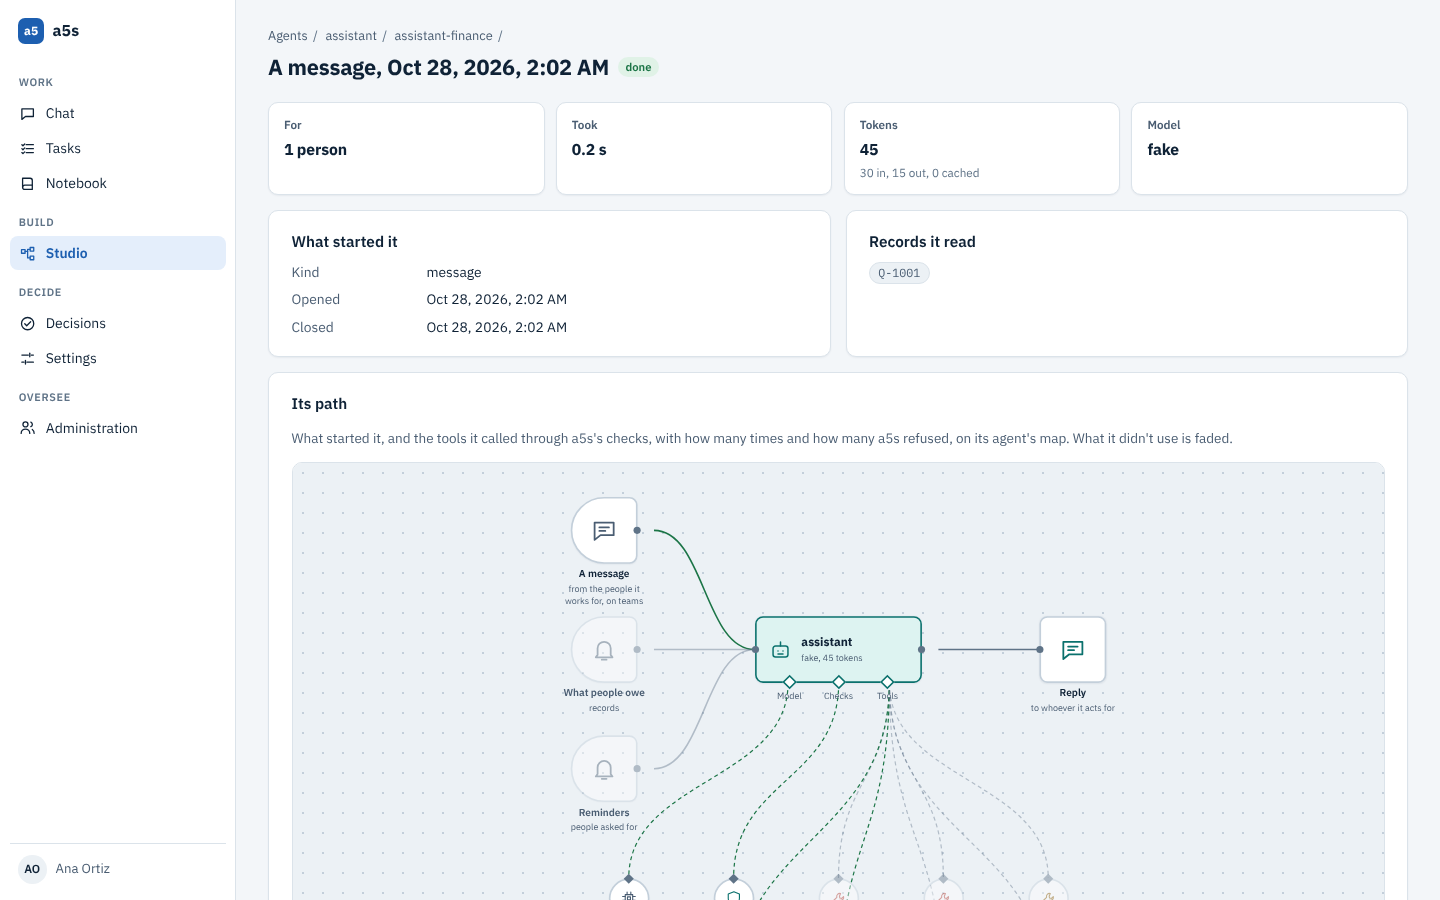 a5 a5s
WORK
Chat
Tasks
Notebook
BUILD
Studio
DECIDE
Decisions
Settings
OVERSEE
Administration
AO Ana Ortiz
Agents / assistant / assistant-finance /
A message, Oct 28, 2026, 2:02 AM done
For
1 person
Took
0.2 s
Tokens
45
30 in, 15 out, 0 cached
Model
fake
What started it
Kind message
Opened Oct 28, 2026, 2:02 AM
Closed Oct 28, 2026, 2:02 AM
Records it read
Q-1001
Its path
What started it, and the tools it called through a5s's checks, with how many times and how many a5s refused, on its agent's map. What it didn't use is faded.
A message
from the people it
works for, on teams
What people owe
records
Reminders
people asked for
assistant
fake, 45 tokens
Model Checks Tools
Reply
to whoever it acts for